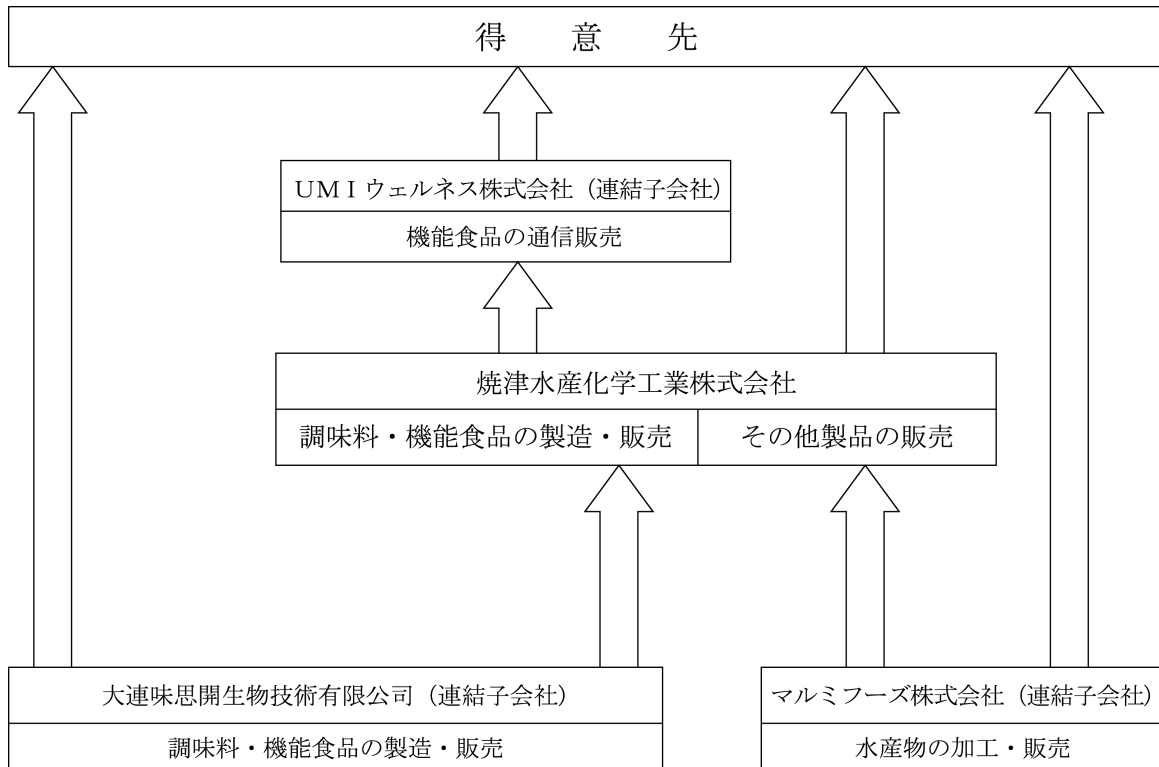 得 意 先
UMIウェルネス株式会社（連結子会社）
機能食品の通信販売
焼津水産化学工業株式会社
調味料・機能食品の製造・販売
その他製品の販売
大連味思開生物技術有限公司（連結子会社）
調味料・機能食品の製造・販売
マルミフーズ株式会社（連結子会社）
水産物の加工・販売